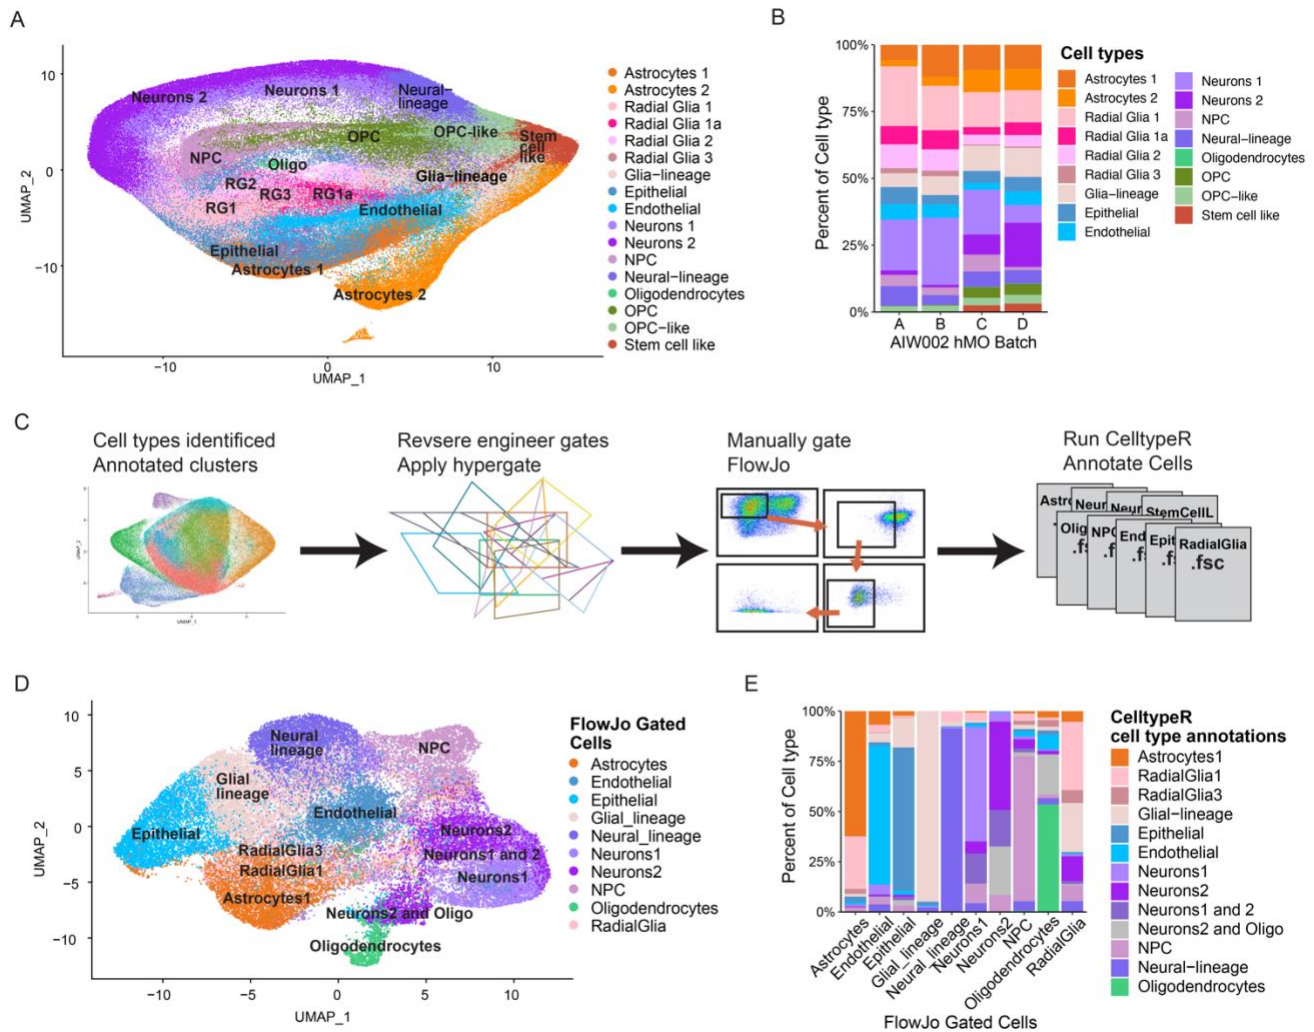 A
10
0
−10
UMAP_2
−10
0
10
UMAP_1
Neurons 2
Neurons 1
Neural−
lineage
OPC
OPC-like
Stem
cell
like
NPC
Oligo
Glia−lineage
RG2
RG3
RG1a
RG1
Endothelial
Epithelial
Astrocytes 1
Astrocytes 2
Astrocytes 1
Astrocytes 2
Radial Glia 1
Radial Glia 1a
Radial Glia 2
Radial Glia 3
Glia−lineage
Epithelial
Endothelial
Neurons 1
Neurons 2
NPC
Neural−lineage
Oligodendrocytes
OPC
OPC−like
Stem cell like
B
Percent of Cell type
100%
75%
50%
25%
0%
A B C D
AIW002 hMO Batch
Cell types
Astrocytes 1
Astrocytes 2
Radial Glia 1
Radial Glia 1a
Radial Glia 2
Radial Glia 3
Glia−lineage
Epithelial
Endothelial
Neurons 1
Neurons 2
NPC
Neural−lineage
Oligodendrocytes
OPC
OPC−like
Stem cell like
C
Cell types identificed
Annotated clusters
UMAP_1
Revsere engineer gates
Apply hypergate
Manually gate
FlowJo
Run CelltypeR
Annotate Cells
Astro
Neur
Neur
StemCellL
Olig
NPC
End
Epit
RadialGlia
.fsc
D
10
5
0
−5
−10
UMAP_2
−10
−5
0
5
10
UMAP_1
Neural
lineage
NPC
Glial
lineage
Epithelial
Endothelial
Neurons2
RadialGlia3
Neurons1 and 2
RadialGlia1
Neurons1
Astrocytes1
Neurons2 and Oligo
Oligodendrocytes
FlowJo Gated
Cells
Astrocytes
Endothelial
Epithelial
Glial_lineage
Neural_lineage
Neurons1
Neurons2
NPC
Oligodendrocytes
RadialGlia
E
Percent of Cell type
100%
75%
50%
25%
0%
Astrocytes
Endothelial
Epithelial
Glial_lineage
Neural_lineage
Neurons1
Neurons2
NPC
Oligodendrocytes
RadialGlia
FlowJo Gated Cells
CelltypeR
cell type annotations
Astrocytes1
RadialGlia1
RadialGlia3
Glia−lineage
Epithelial
Endothelial
Neurons1
Neurons2
Neurons1 and 2
Neurons2 and Oligo
NPC
Neural−lineage
Oligodendrocytes